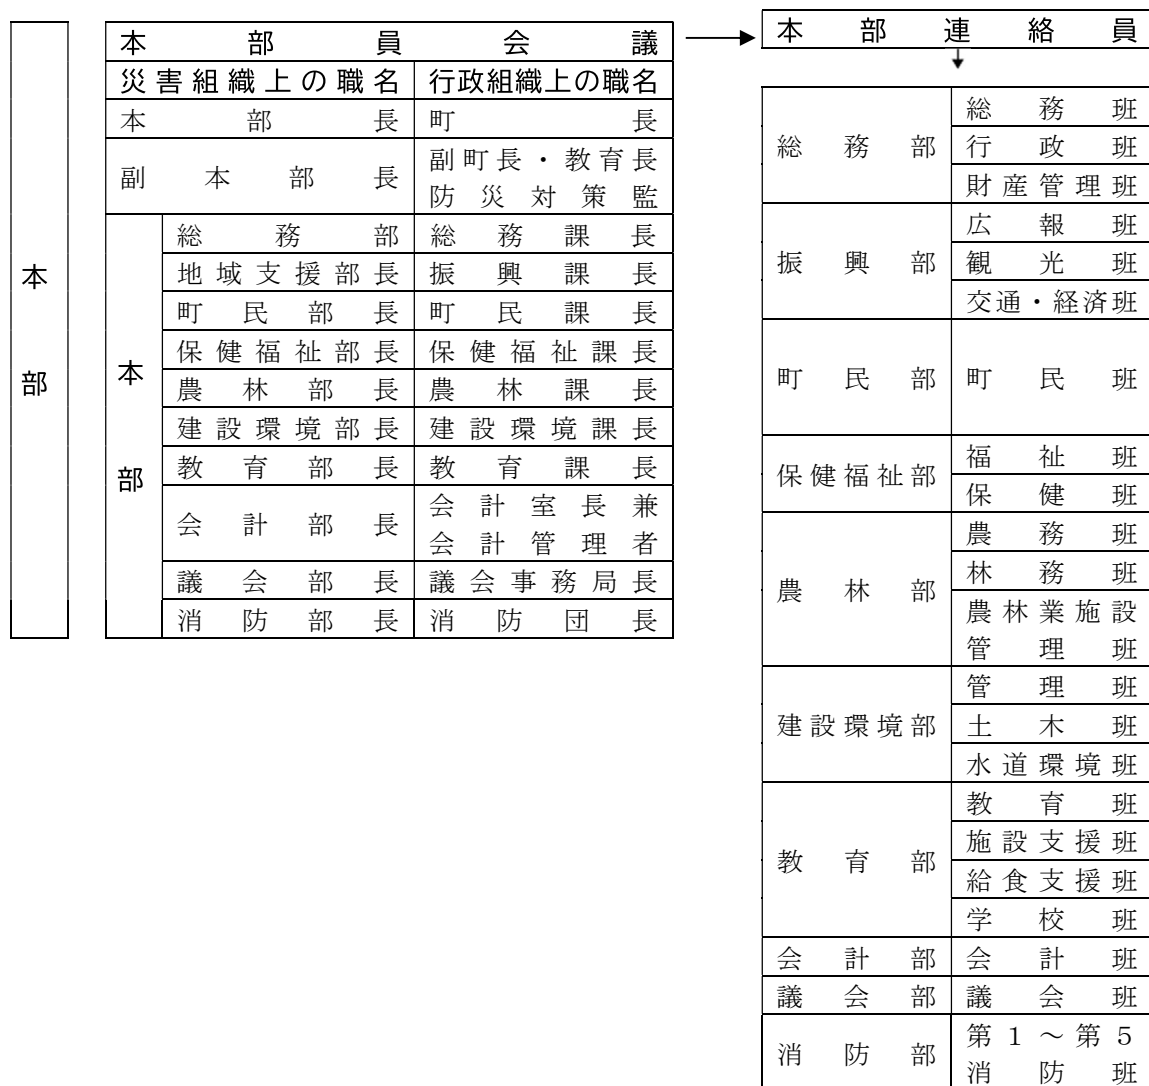 本部
本部員会議
災害組織上の職名 行政組織上の職名
本部長 町長
副本部長 副町長・教育長
防災対策監
本部
総務部 総務課長
地域支援部長 振興課長
町民部長 町民課長
保健福祉部長 保健福祉課長
農林部長 農林課長
建設環境部長 建設環境課長
教育部長 教育課長
会計部長 会計室長兼
会計管理者
議会部長 議会事務局長
消防部長 消防団長
本部連絡員
総務部 総務班
行政班
財産管理班
振興部 広報班
観光班
交通・経済班
町民部 町民班
保健福祉部 福祉班
保健班
農林部 農務班
林務班
農林業施設
管理班
建設環境部 管理班
土木班
水道環境班
教育部 教育班
施設支援班
給食支援班
学校班
会計部 会計班
議会部 議会班
消防部 第1~第5
消防班